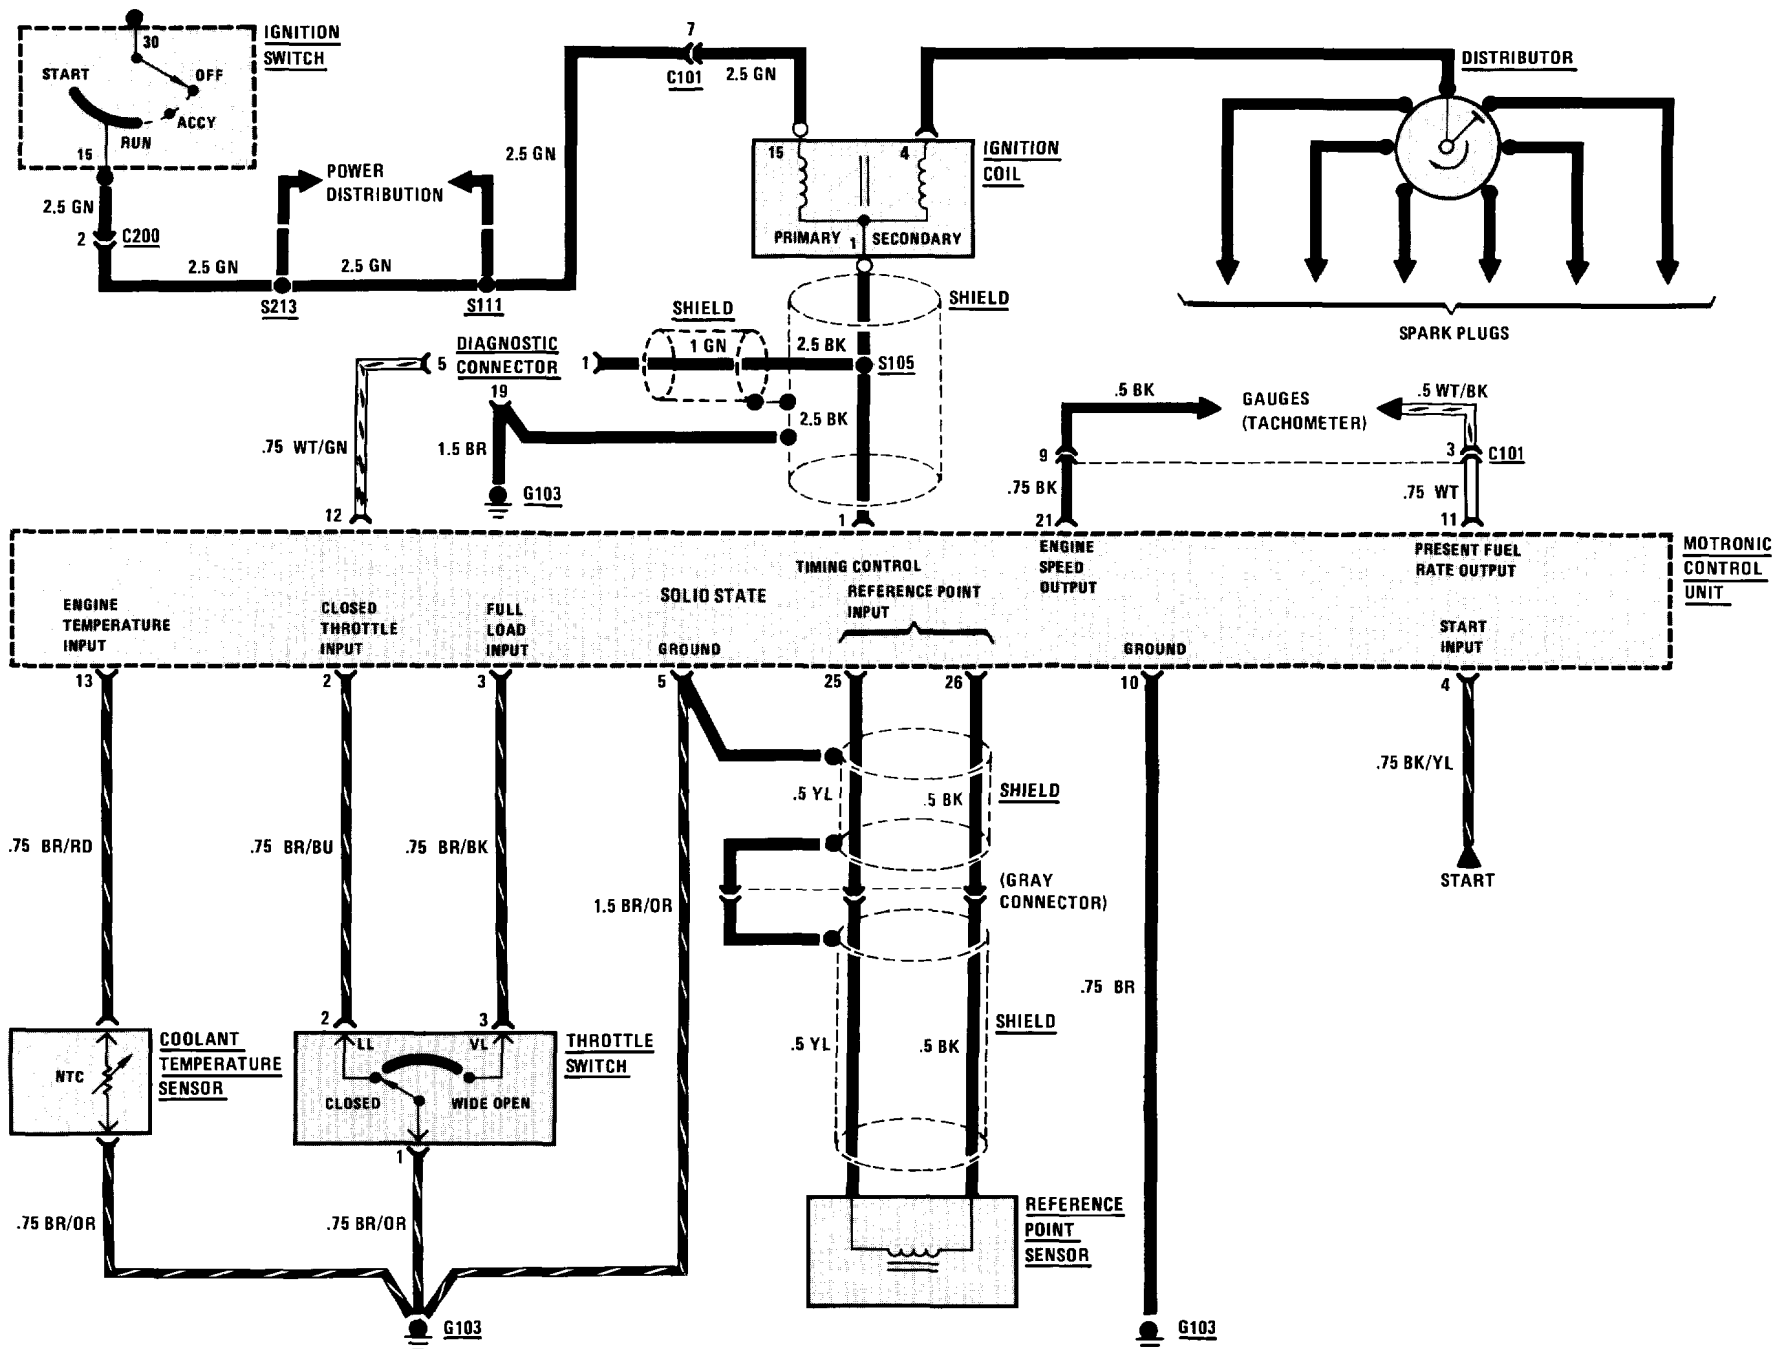 30
IGNITION
SWITCH
START
OFF
ACCY
RUN
15
2.5 GN
2
C200
2.5 GN
S213
2.5 GN
S111
POWER
DISTRIBUTION
2.5 GN
7
C101
2.5 GN
15
4
IGNITION
COIL
PRIMARY
1
SECONDARY
DISTRIBUTOR
SPARK PLUGS
SHIELD
SHIELD
1 GN
2.5 BK
S105
5
DIAGNOSTIC
CONNECTOR
1
19
2.5 BK
.75 WT/GN
1.5 BR
G103
12
1
.5 BK
GAUGES
(TACHOMETER)
.5 WT/BK
9
3
C101
.75 BK
.75 WT
21
11
MOTRONIC
CONTROL
UNIT
ENGINE
TEMPERATURE
INPUT
CLOSED
THROTTLE
INPUT
FULL
LOAD
INPUT
SOLID STATE
GROUND
TIMING CONTROL
REFERENCE POINT
INPUT
ENGINE
SPEED
OUTPUT
GROUND
PRESENT FUEL
RATE OUTPUT
START
INPUT
13
2
3
5
25
26
10
4
.75 BR/RD
.75 BR/BU
.75 BR/BK
1.5 BR/OR
.5 YL
.5 BK
SHIELD
(GRAY
CONNECTOR)
.75 BK/YL
START
.75 BR
SHIELD
.5 YL
.5 BK
COOLANT
TEMPERATURE
SENSOR
NTC
2
3
LL
VL
CLOSED
WIDE OPEN
THROTTLE
SWITCH
1
.75 BR/OR
.75 BR/OR
G103
REFERENCE
POINT
SENSOR
G103